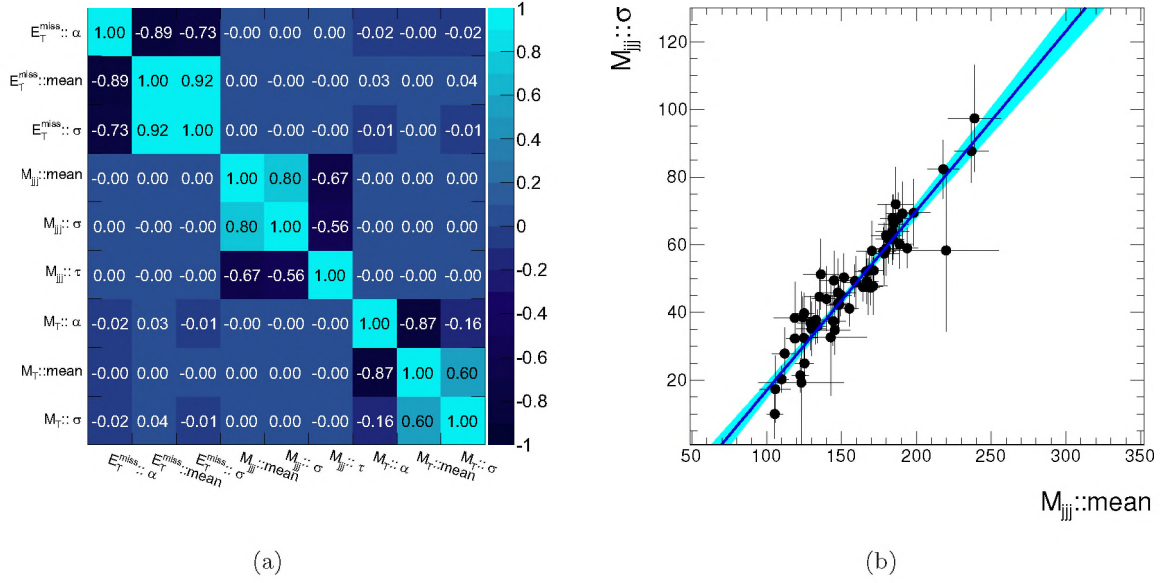 E_T^miss:: α 1.00 -0.89 -0.73 -0.00 0.00 0.00 -0.02 -0.00 -0.02
E_T^miss::mean -0.89 1.00 0.92 0.00 -0.00 -0.00 0.03 0.00 0.04
E_T^miss:: σ -0.73 0.92 1.00 0.00 -0.00 -0.00 -0.01 -0.00 -0.01
M_jjj::mean -0.00 0.00 0.00 1.00 0.80 -0.67 -0.00 0.00 0.00
M_jjj:: σ 0.00 -0.00 -0.00 0.80 1.00 -0.56 -0.00 0.00 0.00
M_jjj:: τ 0.00 -0.00 -0.00 -0.67 -0.56 1.00 0.00 -0.00 -0.00
M_T:: α -0.02 0.03 -0.01 -0.00 -0.00 0.00 1.00 -0.87 -0.16
M_T::mean -0.00 0.00 -0.00 0.00 0.00 -0.00 -0.87 1.00 0.60
M_T:: σ -0.02 0.04 -0.01 0.00 0.00 -0.00 -0.16 0.60 1.00
E_T^miss:: α
E_T^miss::mean
E_T^miss:: σ
M_jjj::mean
M_jjj:: σ
M_jjj:: τ
M_T:: α
M_T::mean
M_T:: σ
1
0.8
0.6
0.4
0.2
0
-0.2
-0.4
-0.6
-0.8
-1
(a)
M_jjj::σ
120
100
80
60
40
20
50 100 150 200 250 300 350
M_jjj::mean
(b)